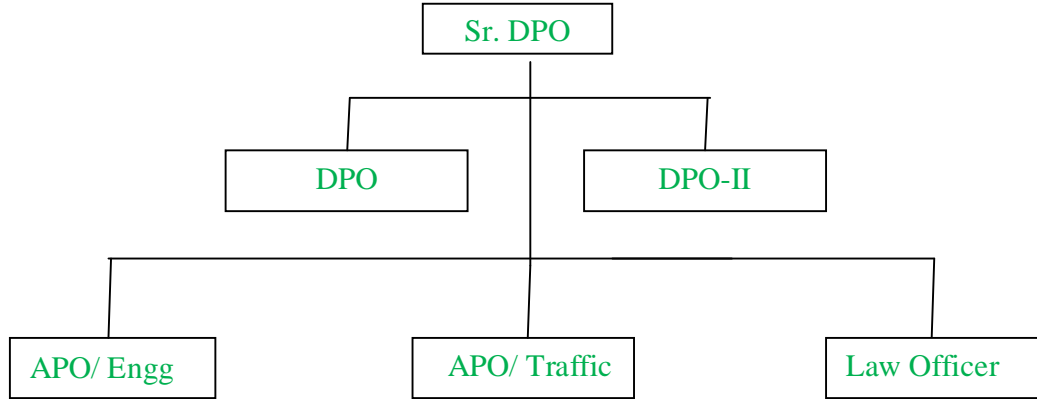 Sr. DPO
DPO
DPO-II
APO/ Engg
APO/ Traffic
Law Officer